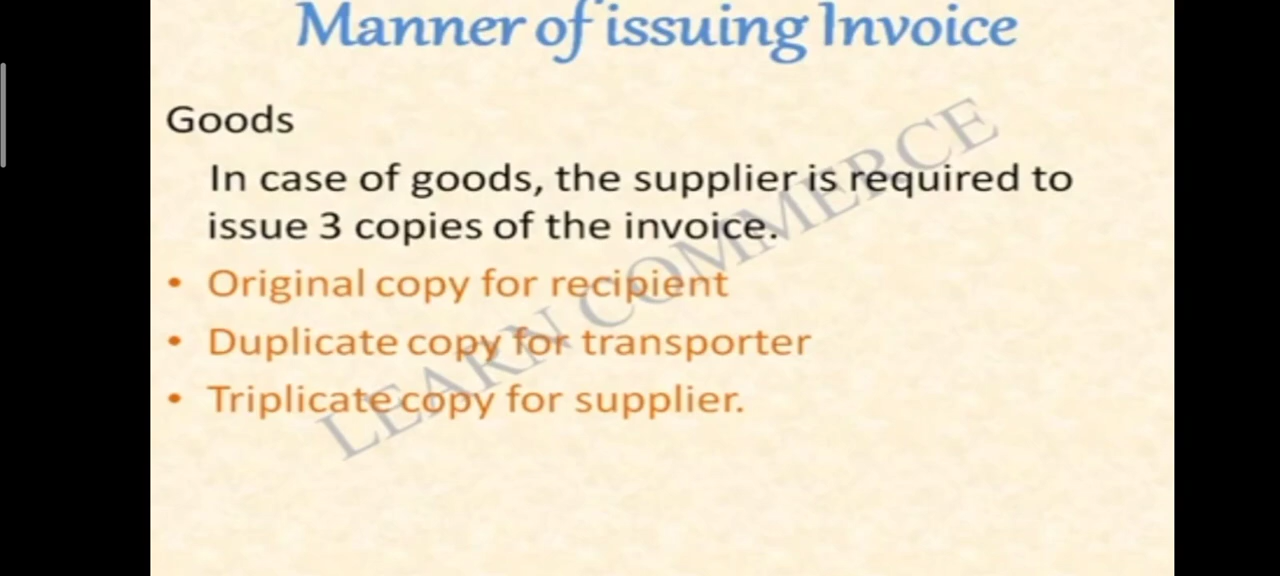 Manner of issuing Invoice
Goods
In case of goods, the supplier is required to
issue 3 copies of the invoice.
• Original copy for recipient
• Duplicate copy for transporter
• Triplicate copy for supplier.
LEARN COMMERCE